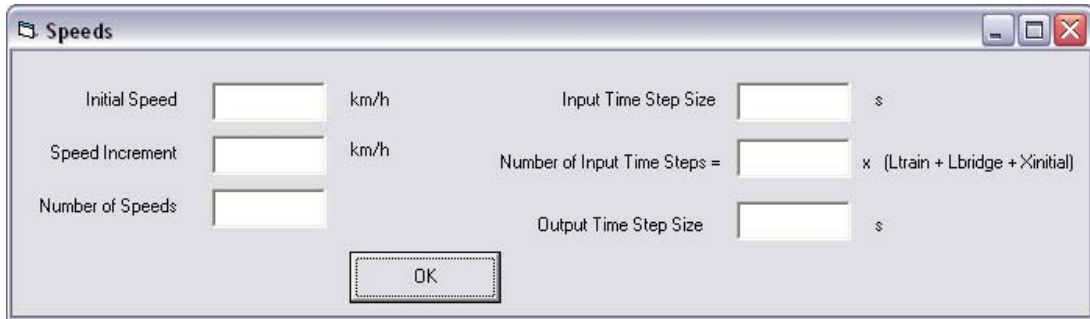 Speeds
Initial Speed km/h
Speed Increment km/h
Number of Speeds
Input Time Step Size s
Number of Input Time Steps = x (Ltrain + Lbridge + Xinitial)
Output Time Step Size s
OK